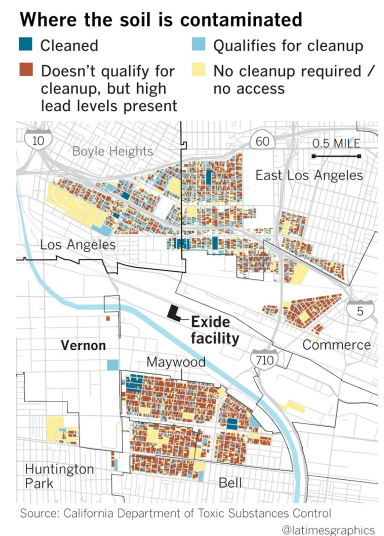 Where the soil is contaminated
Cleaned
Qualifies for cleanup
Doesn't qualify for
cleanup, but high
lead levels present
No cleanup required /
no access
10
Boyle Heights
60
0.5 MILE
East Los Angeles
Los Angeles
5
Exide
facility
Vernon
Commerce
710
Maywood
Huntington
Park
Bell
Source: California Department of Toxic Substances Control
@latimesgraphics